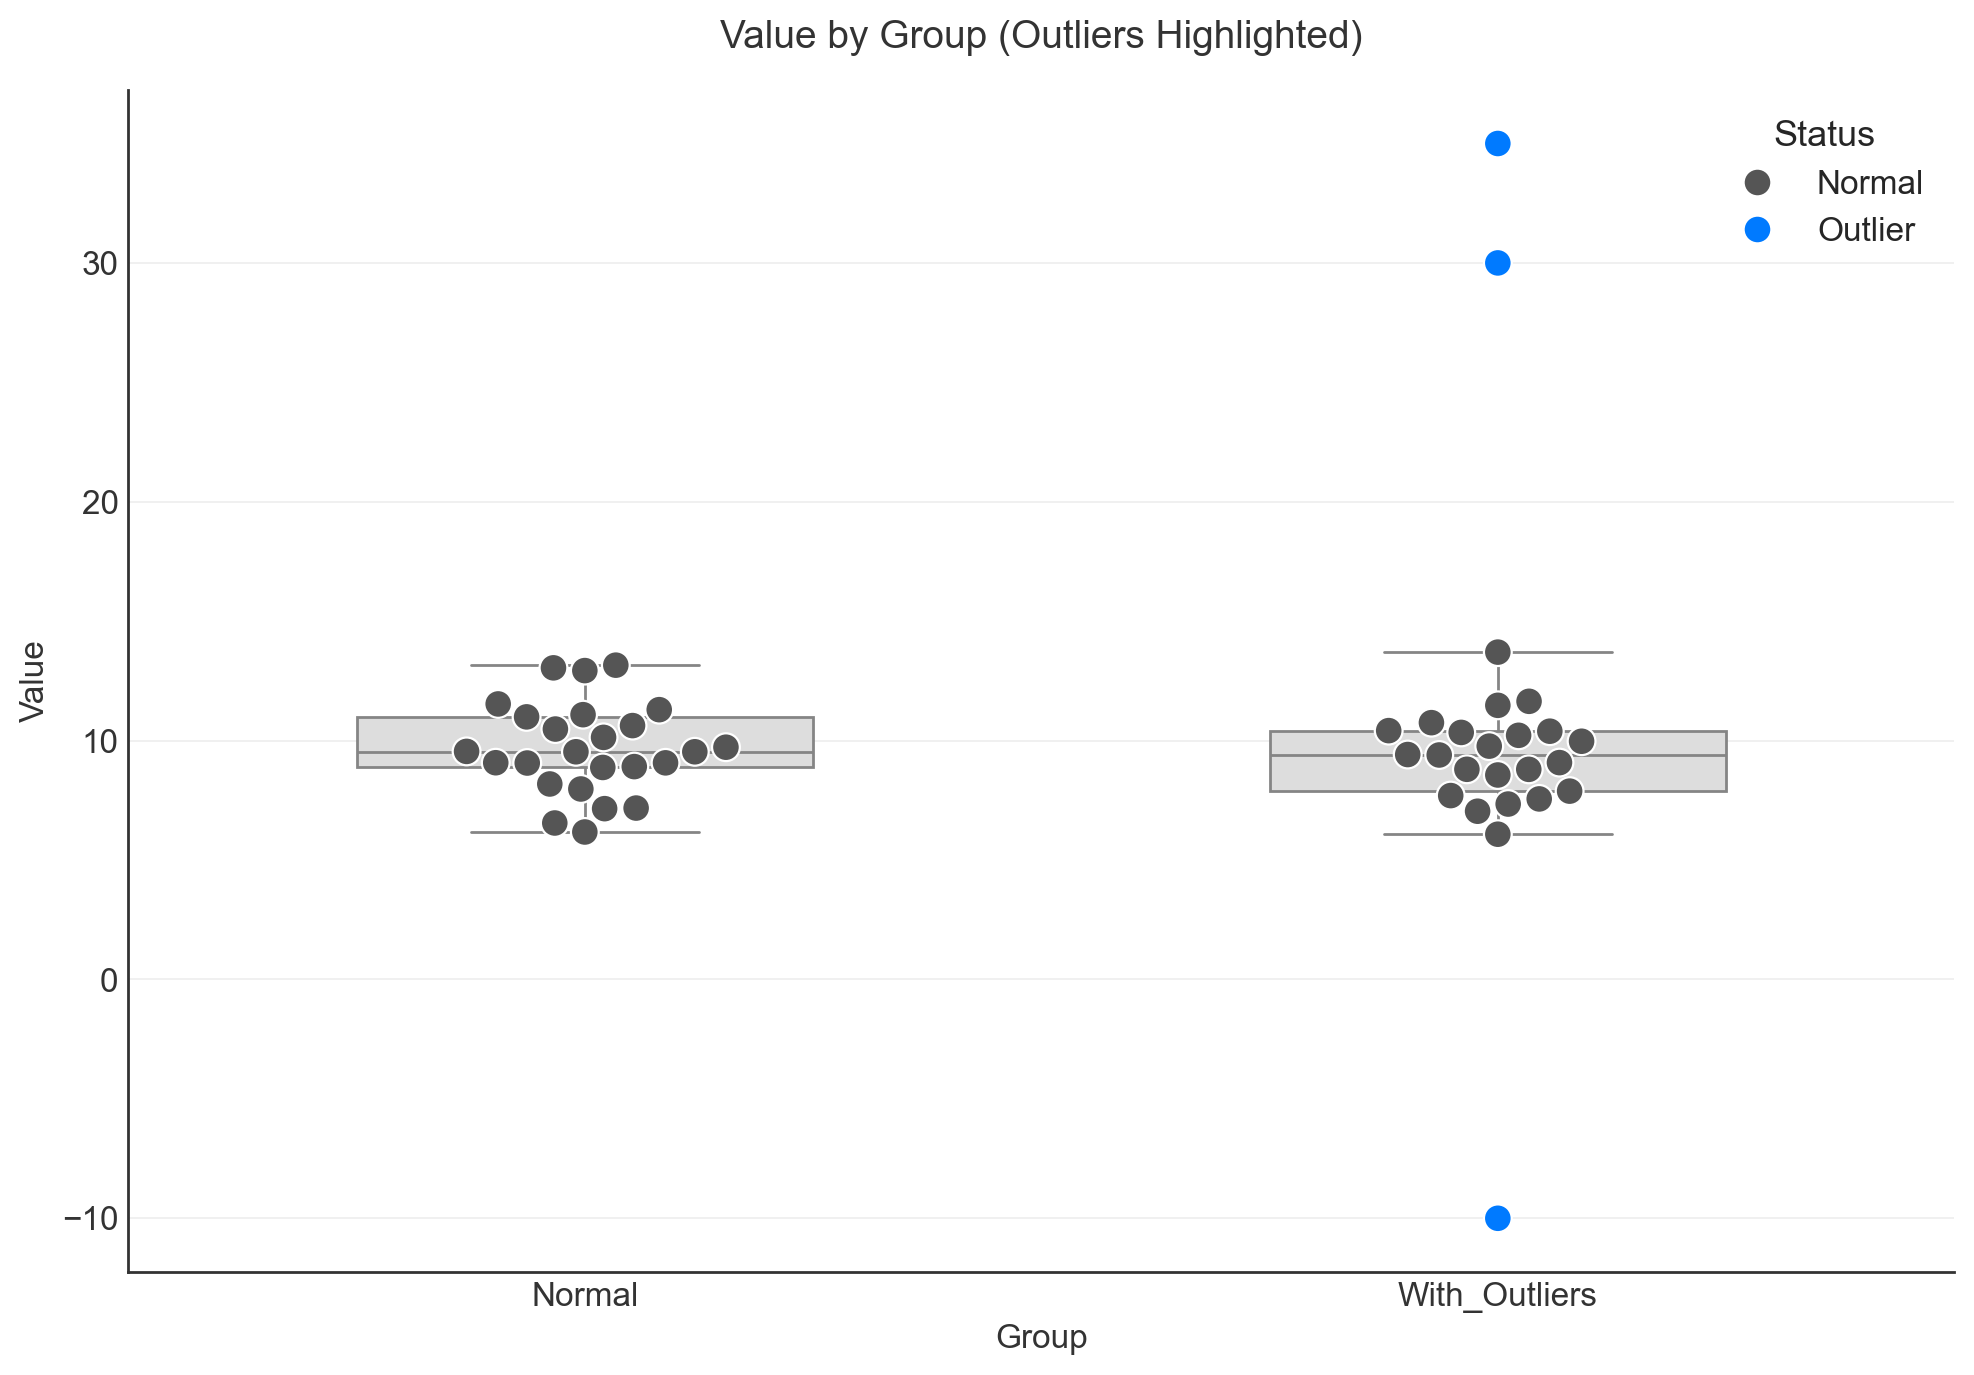 Value by Group (Outliers Highlighted)
Status
Normal
Outlier
30
20
10
0
−10
Value
Normal
With_Outliers
Group